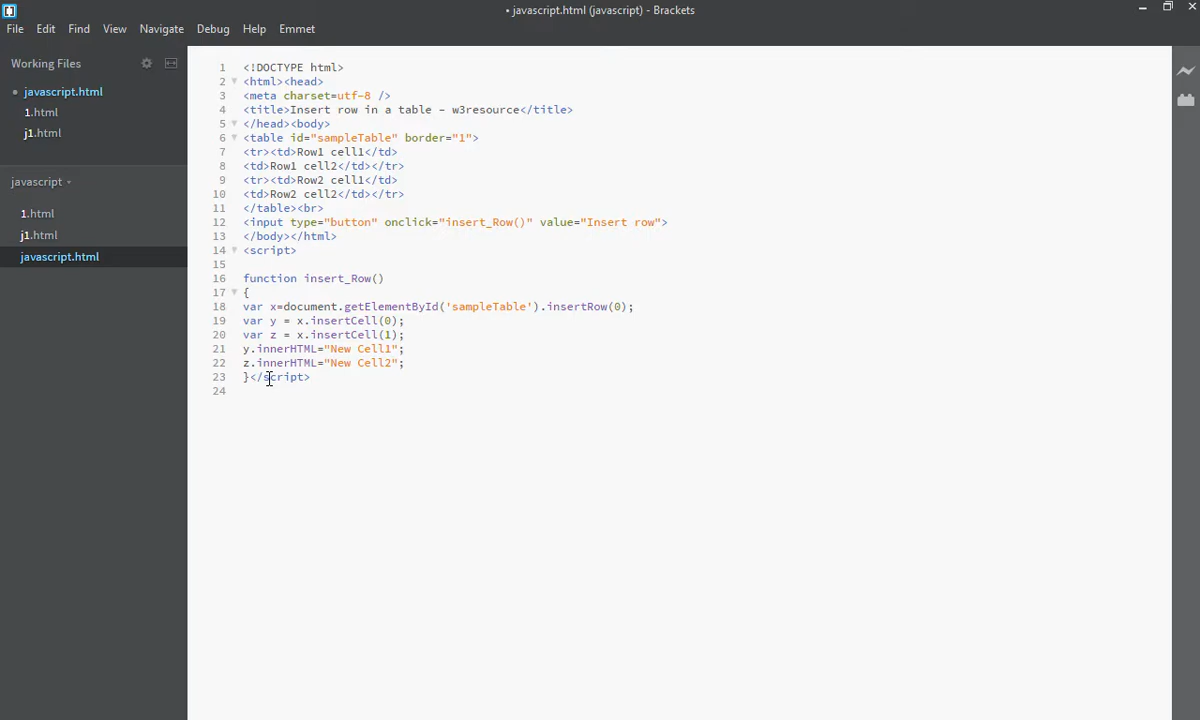 • javascript.html (javascript) - Brackets
File Edit Find View Navigate Debug Help Emmet
Working Files
• javascript.html
1.html
j1.html
javascript
1.html
j1.html
javascript.html
1 <!DOCTYPE html>
2 <html><head>
3 <meta charset=utf-8 />
4 <title>Insert row in a table - w3resource</title>
5 </head><body>
6 <table id="sampleTable" border="1">
7 <tr><td>Row1 cell1</td>
8 <td>Row1 cell2</td></tr>
9 <tr><td>Row2 cell1</td>
10 <td>Row2 cell2</td></tr>
11 </table><br>
12 <input type="button" onclick="insert_Row()" value="Insert row">
13 </body></html>
14 <script>
15
16 function insert_Row()
17 {
18 var x=document.getElementById('sampleTable').insertRow(0);
19 var y = x.insertCell(0);
20 var z = x.insertCell(1);
21 y.innerHTML="New Cell1";
22 z.innerHTML="New Cell2";
23 }</script>
24